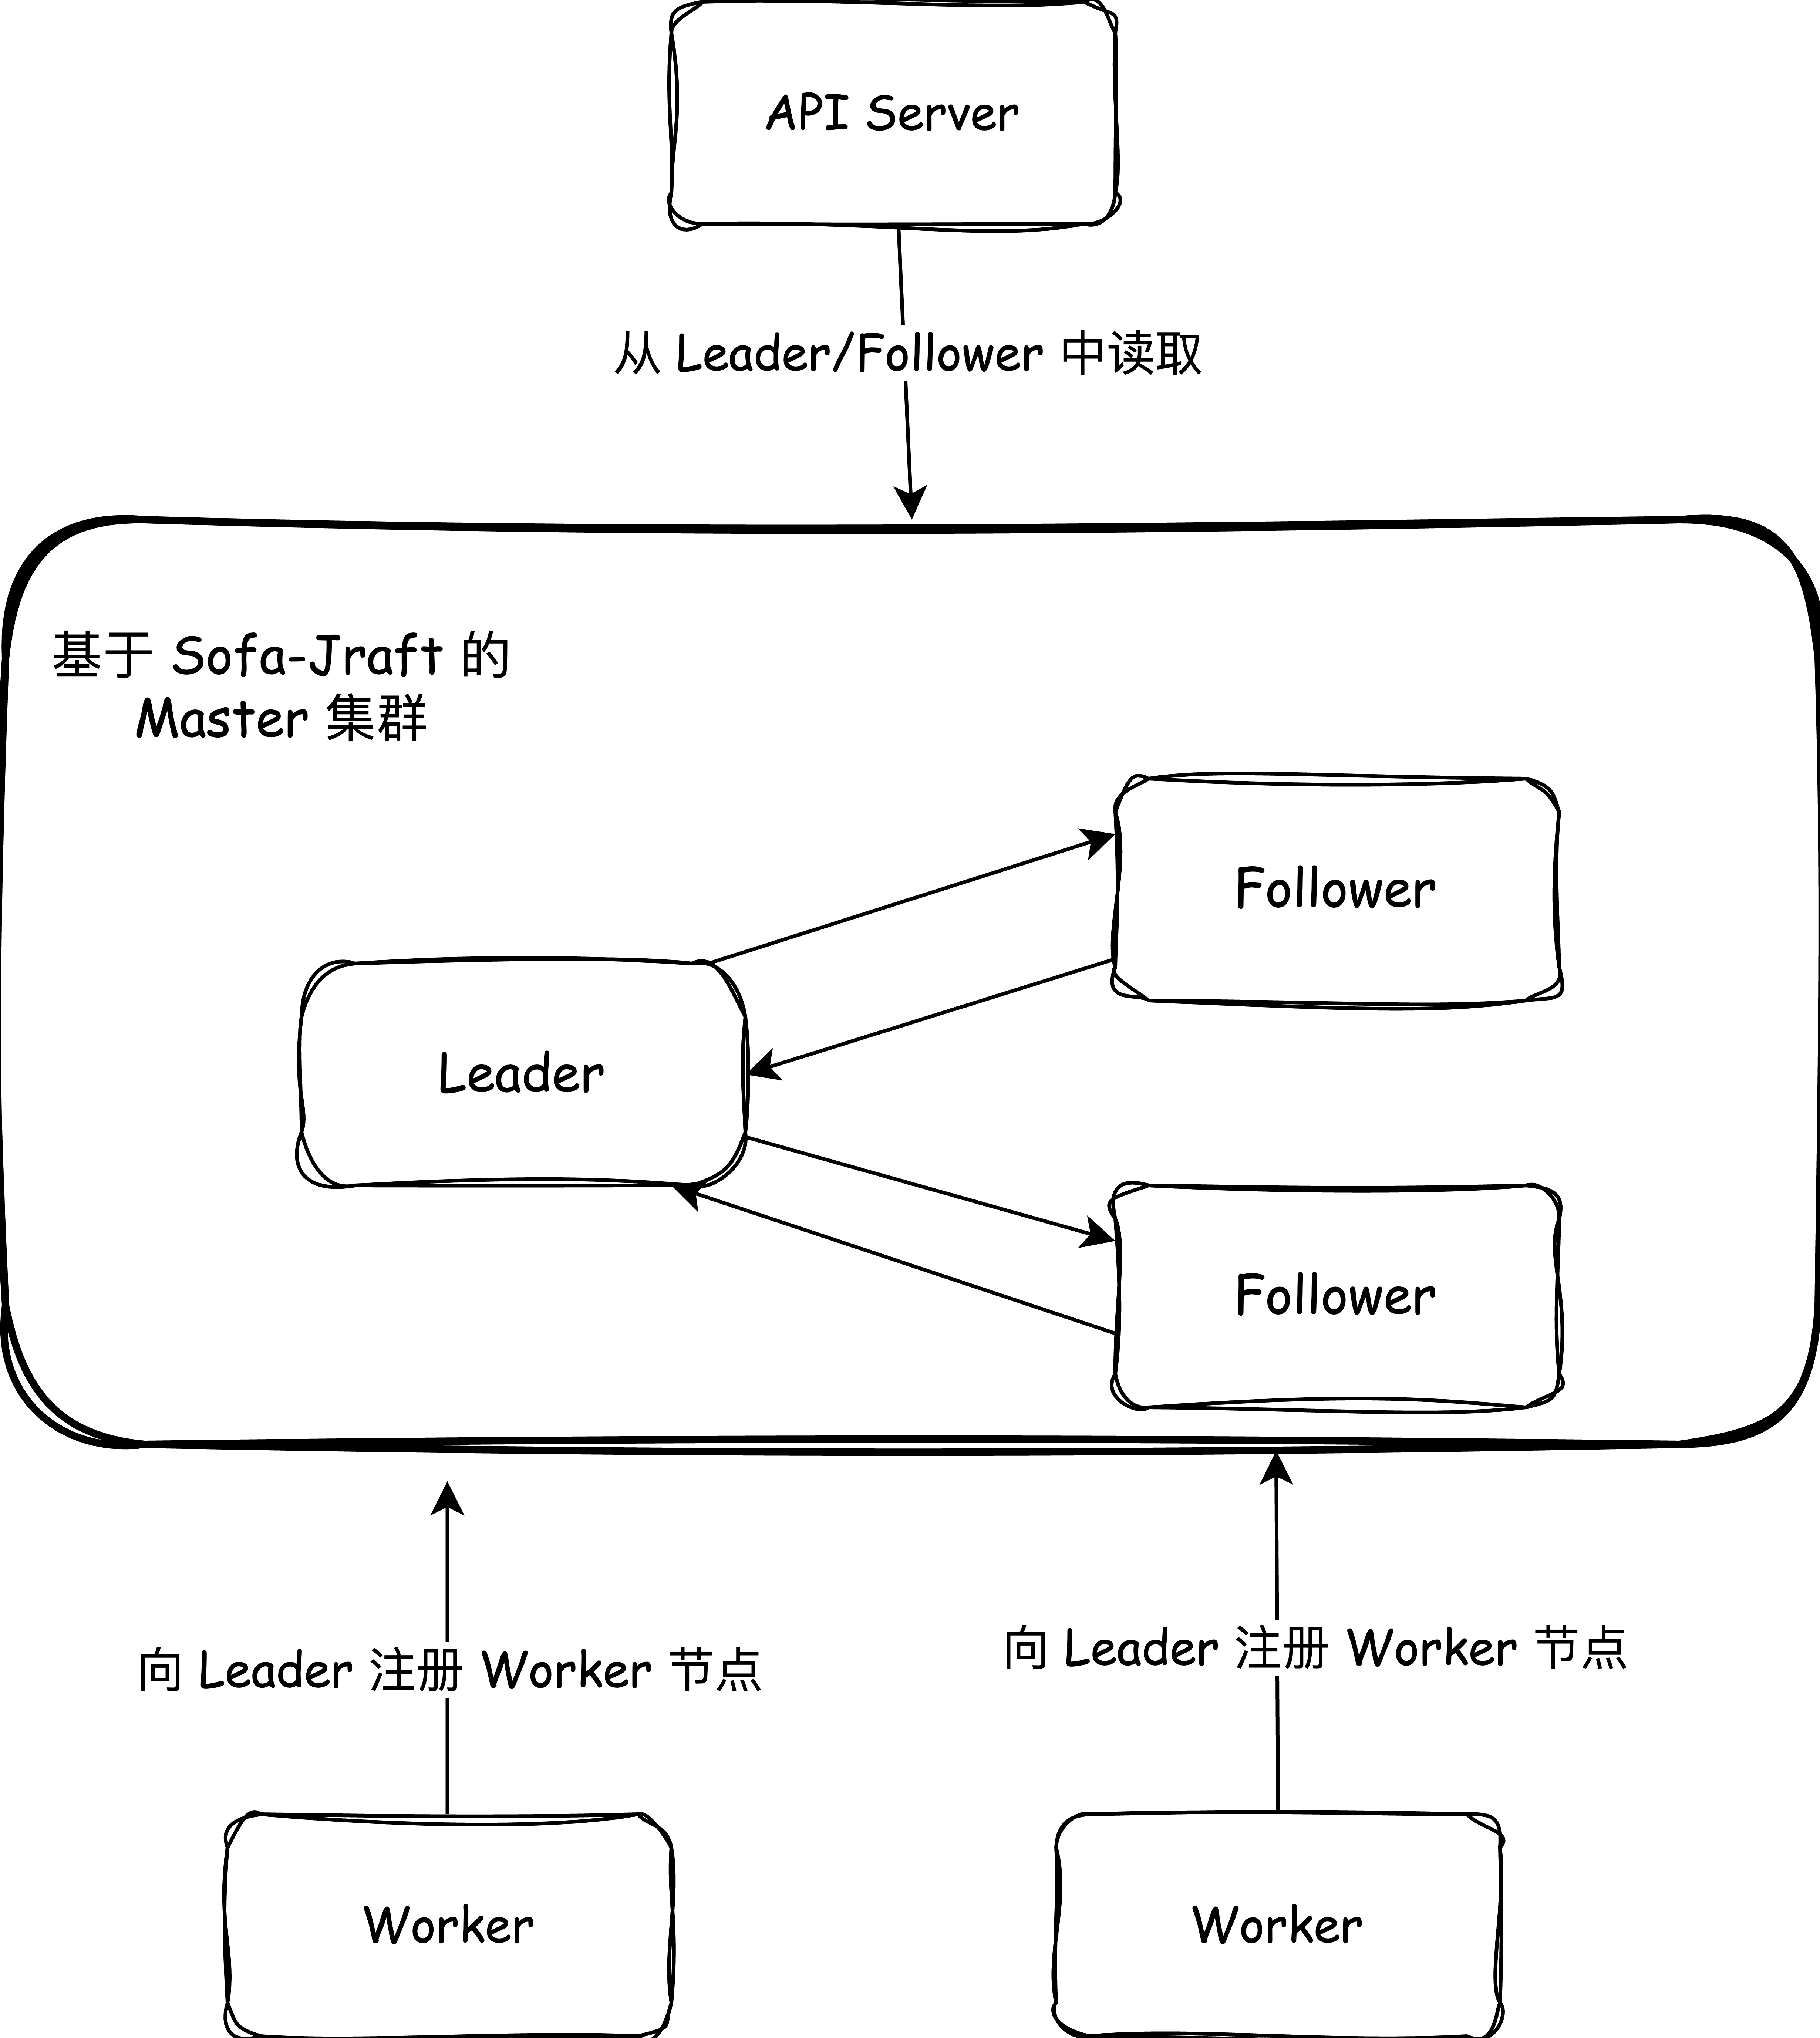 API Server
从 Leader/Follower 中读取
基于 Sofa-Jraft 的
Master 集群
Follower
Leader
Follower
向 Leader 注册 Worker 节点
向 Leader 注册 Worker 节点
Worker
Worker